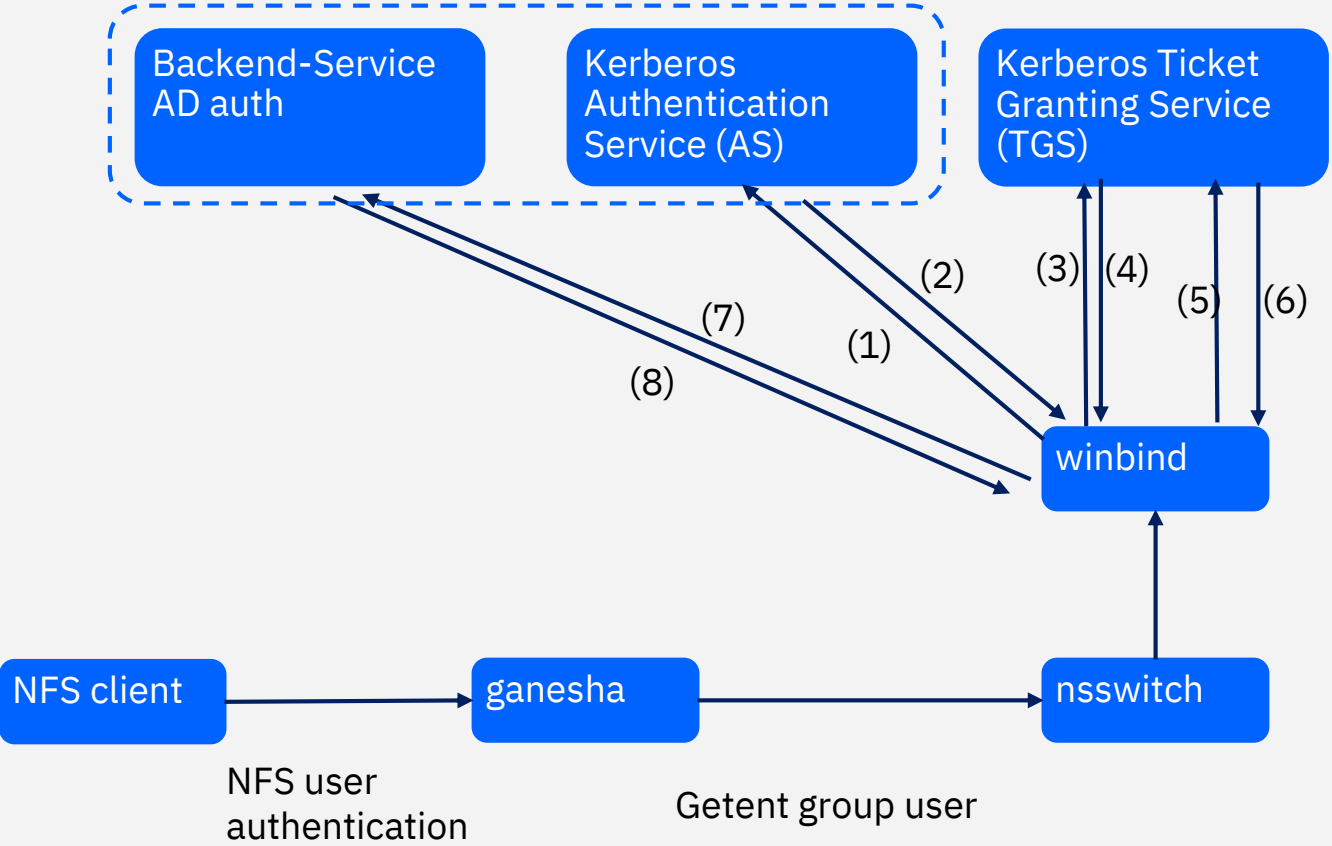 Backend-Service
AD auth
Kerberos
Authentication
Service (AS)
Kerberos Ticket
Granting Service
(TGS)
(1)
(2)
(3)
(4)
(5)
(6)
(7)
(8)
winbind
NFS client
ganesha
nsswitch
NFS user
authentication
Getent group user